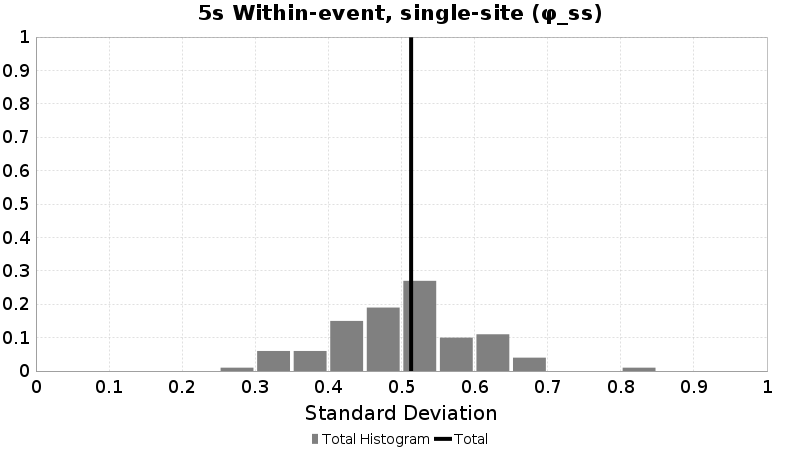 5s Within-event, single-site (φ_ss)
1
0.9
0.8
0.7
0.6
0.5
0.4
0.3
0.2
0.1
0
0 0.1 0.2 0.3 0.4 0.5 0.6 0.7 0.8 0.9 1
Standard Deviation
Total Histogram Total